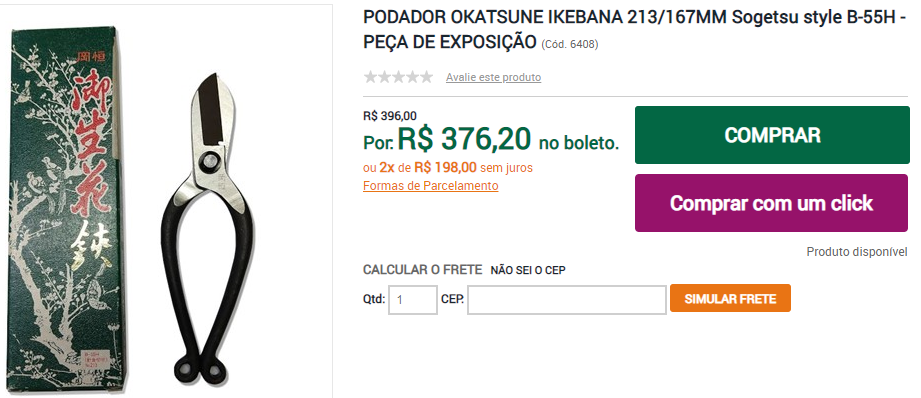 PODADOR OKATSUNE IKEBANA 213/167MM Sogetsu style B-55H -
PEÇA DE EXPOSIÇÃO (Cód. 6408)
Avalie este produto
R$ 396,00
Por: R$ 376,20 no boleto.
ou 2x de R$ 198,00 sem juros
Formas de Parcelamento
COMPRAR
Comprar com um click
Produto disponível
CALCULAR O FRETE NÃO SEI O CEP
Qtd: 1 CEP: SIMULAR FRETE
岡恒
御生花鋏